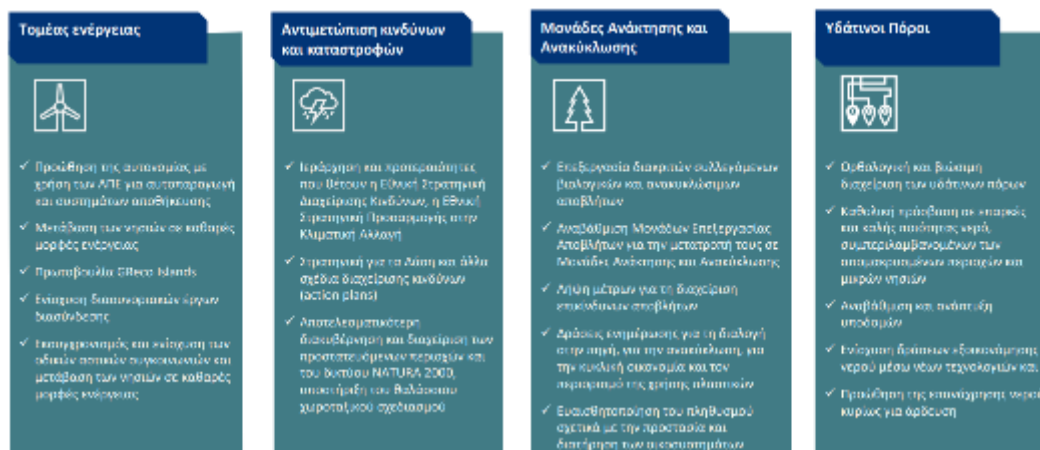 Τομέας ενέργειας
✓ Προώθηση της αυτονομίας με
χρήση των ΑΠΕ για αυτοπαραγωγή
και συστημάτων αποθήκευσης
✓ Μετάβαση των νησιών σε καθαρές
μορφές ενέργειας
✓ Πρωτοβουλία GReco Islands
✓ Ενίσχυση διασυνοριακών έργων
διασύνδεσης
✓ Εκσυγχρονισμός και ενίσχυση των
οδικών αστικών συγκοινωνιών και
μετάβαση των νησιών σε καθαρές
μορφές ενέργειας
Αντιμετώπιση κινδύνων
και καταστροφών
✓ Ιεράρχηση και προτεραιότητες
που θέτουν η Εθνική Στρατηγική
Διαχείρισης Κινδύνων, η Εθνική
Στρατηγική Προσαρμογής στην
Κλιματική Αλλαγή
✓ Στρατηγική για τα Δάση και άλλα
σχέδια διαχείρισης κινδύνων
(action plans)
✓ Αποτελεσματικότερη
διακυβέρνηση και διαχείριση των
προστατευόμενων περιοχών και
του δικτύου NATURA 2000,
υποστήριξη του θαλάσσιου
χωροταξικού σχεδιασμού
Μονάδες Ανάκτησης και
Ανακύκλωσης
✓ Επεξεργασία διακριτών συλλεγόμενων
βιολογικών και ανακυκλώσιμων
αποβλήτων
✓ Αναβάθμιση Μονάδων Επεξεργασίας
Αποβλήτων για την μετατροπή τους σε
Μονάδες Ανάκτησης και Ανακύκλωσης
✓ Λήψη μέτρων για τη διαχείριση
επικίνδυνων αποβλήτων
✓ Δράσεις ενημέρωσης για τη διαλογή
στην πηγή, για την ανακύκλωση, για
την κυκλική οικονομία και τον
περιορισμό της χρήσης πλαστικών
✓ Ευαισθητοποίηση του πληθυσμού
σχετικά με την προστασία και
διατήρηση των οικοσυστημάτων
Υδάτινοι Πόροι
✓ Ορθολογική και βιώσιμη
διαχείριση των υδάτινων πόρων
✓ Καθολική πρόσβαση σε επαρκές
και καλής ποιότητας νερό,
συμπεριλαμβανομένων των
απομακρυσμένων περιοχών και
μικρών νησιών
✓ Αναβάθμιση και ανάπτυξη
υποδομών
✓ Ενίσχυση δράσεων εξοικονόμησης
νερού μέσω νέων τεχνολογιών και
✓ Προώθηση της επανάχρησης νερού
κυρίως για άρδευση